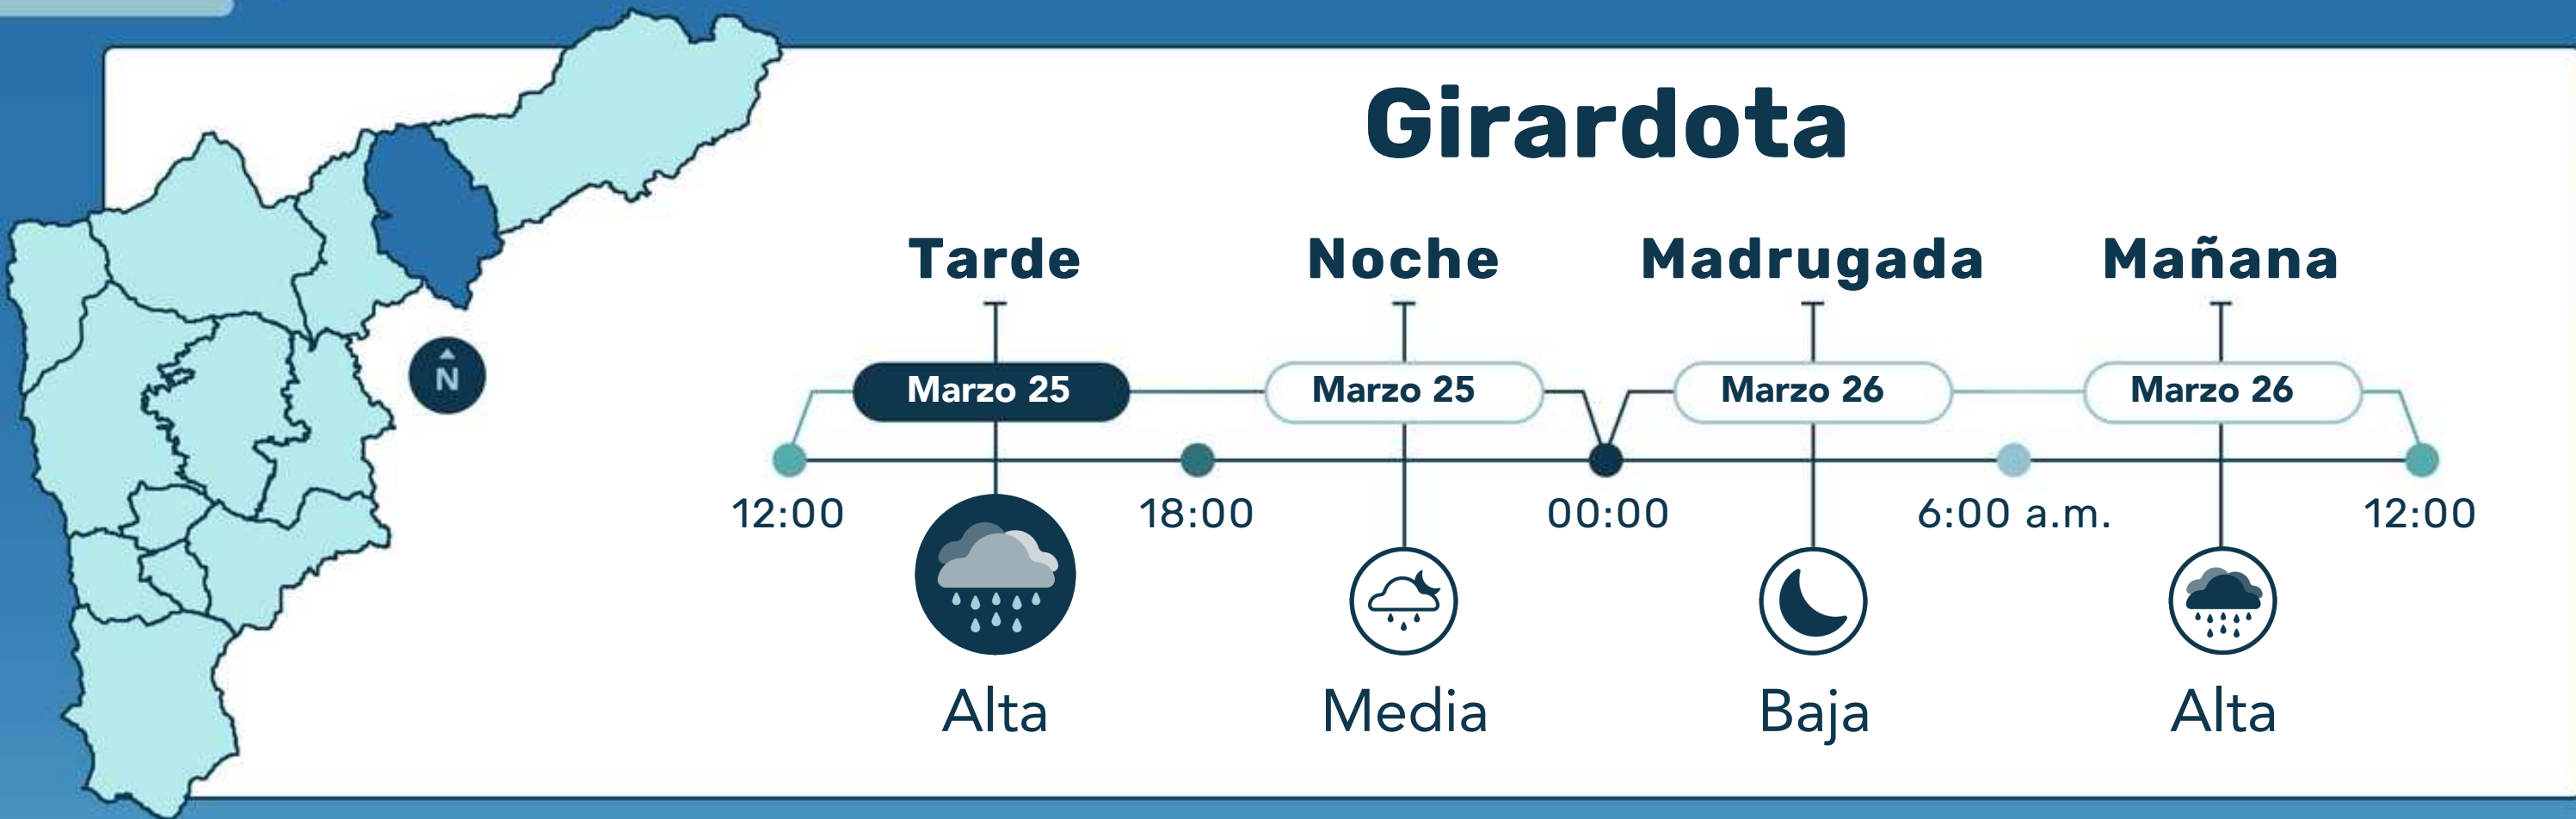 Girardota
Tarde Noche Madrugada Mañana
Marzo 25 Marzo 25 Marzo 26 Marzo 26
N
12:00 18:00 00:00 6:00 a.m. 12:00
Alta Media Baja Alta